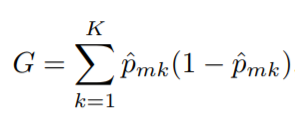 G = \sum_{k=1}^{K} \hat{p}_{mk}(1 - \hat{p}_{mk})